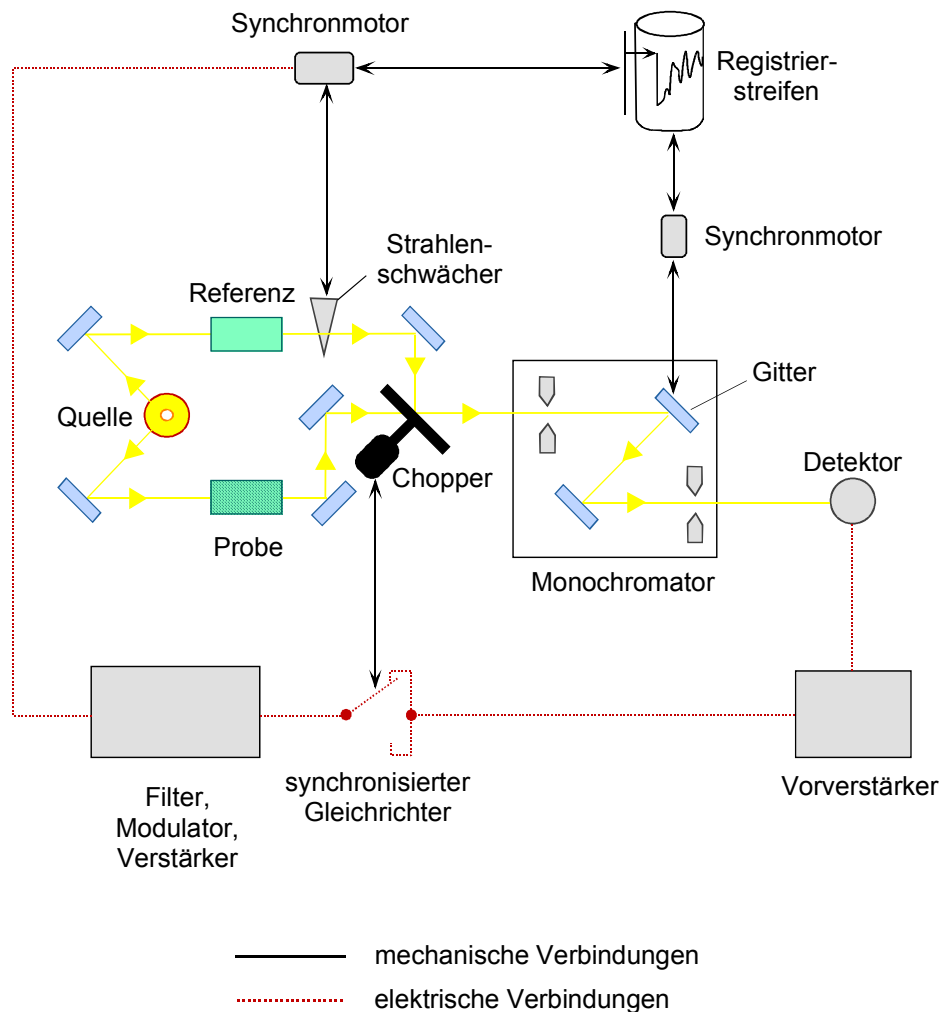 Synchronmotor
Registrier-
streifen
Synchronmotor
Strahlen-
schwächer
Referenz
Gitter
Quelle
Chopper
Detektor
Probe
Monochromator
synchronisierter
Gleichrichter
Vorverstärker
Filter,
Modulator,
Verstärker
mechanische Verbindungen
elektrische Verbindungen